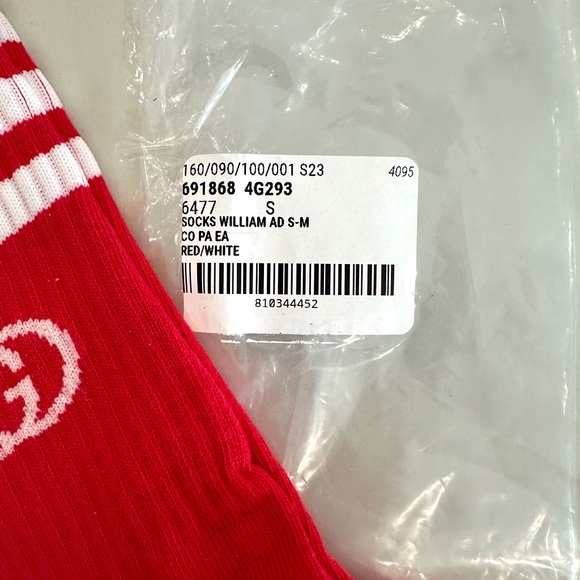 160/090/100/001 S23 4095
691868 4G293
6477 S
SOCKS WILLIAM AD S-M
CO PA EA
RED/WHITE
810344452